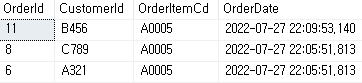 OrderId CustomerId OrderItemCd OrderDate
11 B456 A0005 2022-07-27 22:09:53,140
8 C789 A0005 2022-07-27 22:05:51,813
6 A321 A0005 2022-07-27 22:05:51,813